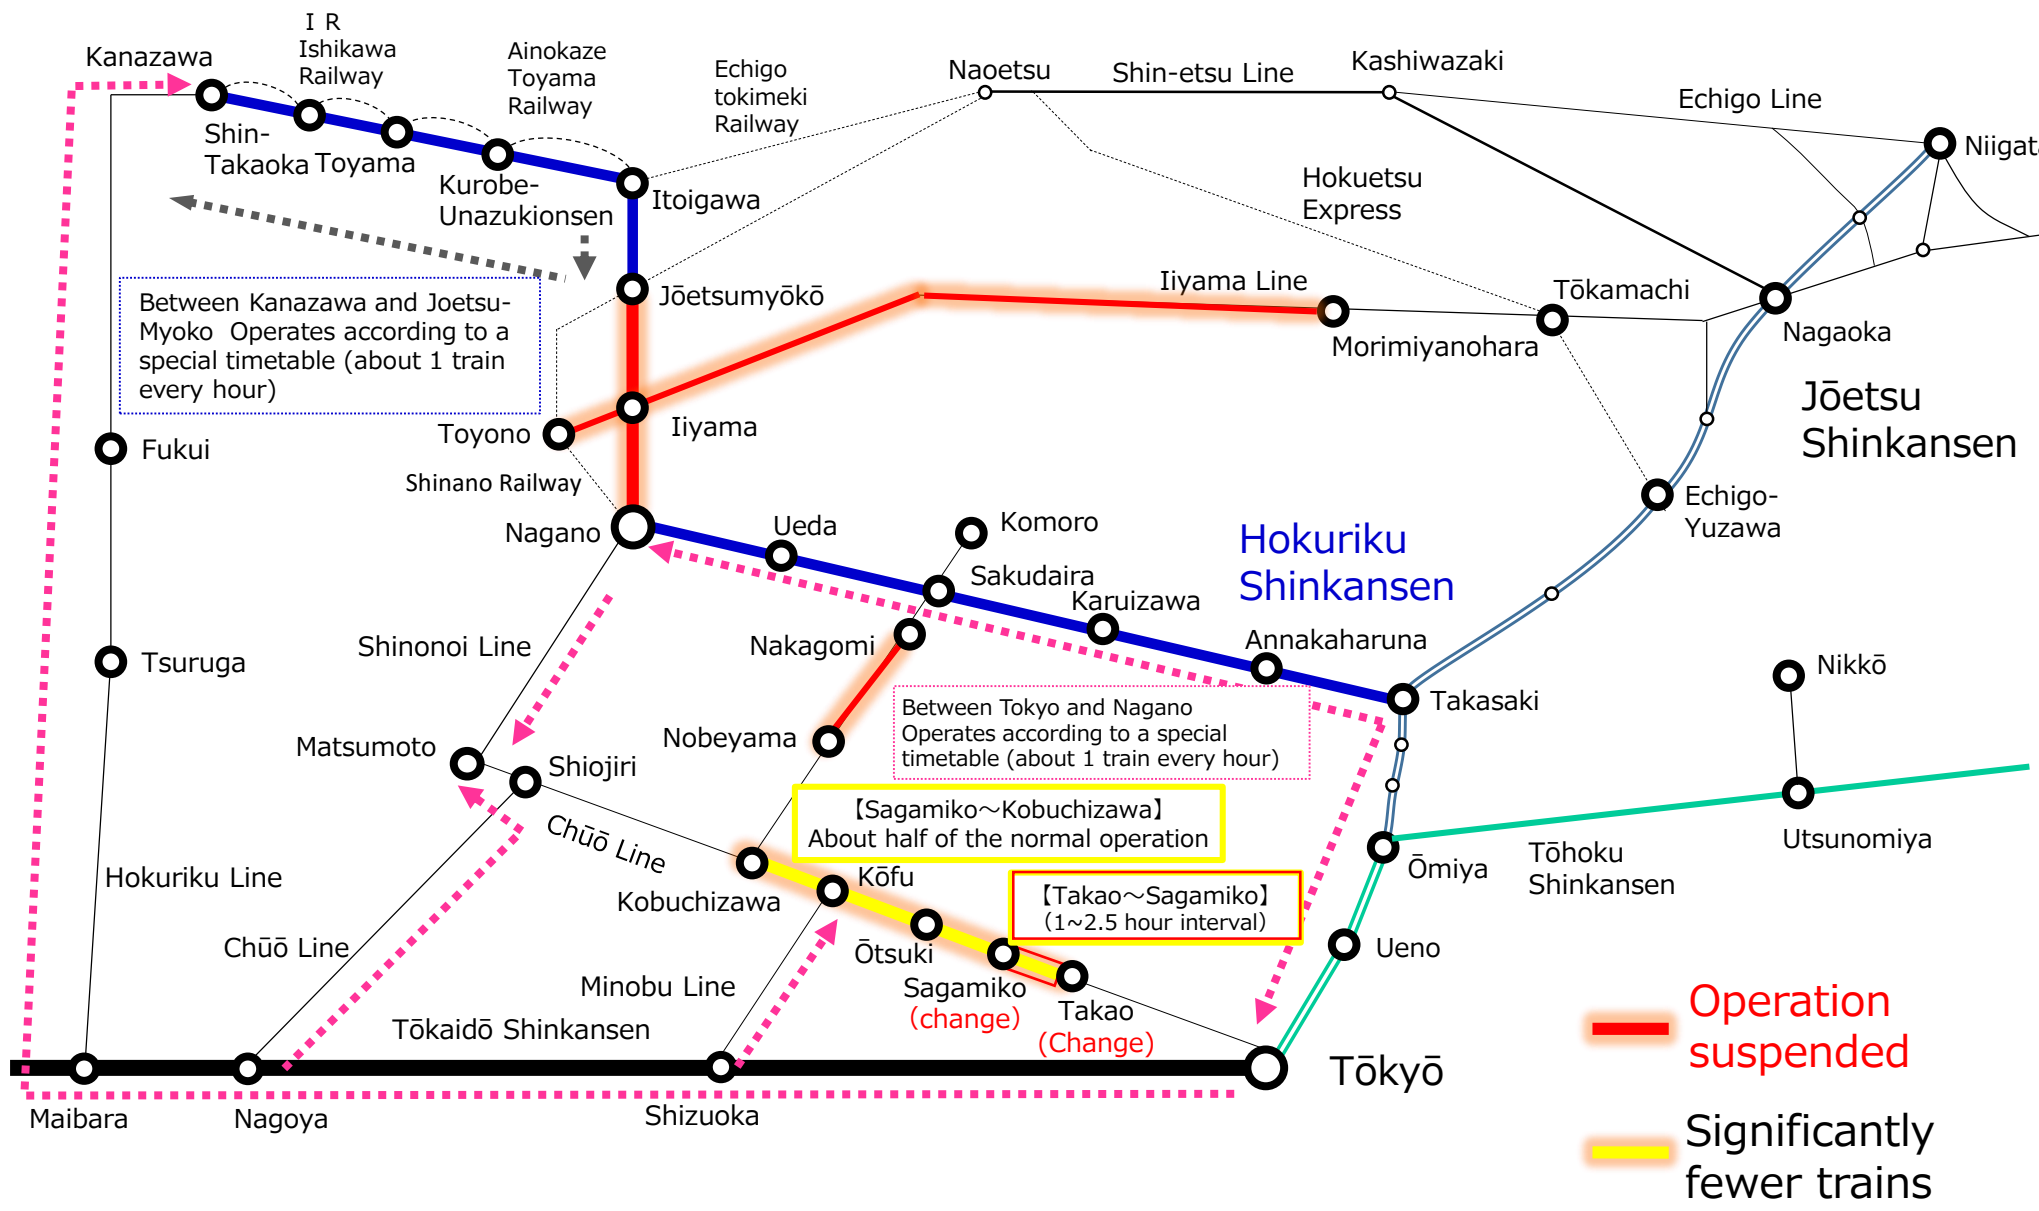 Kanazawa
I R
Ishikawa
Railway
Ainokaze
Toyama
Railway
Echigo
tokimeki
Railway
Naoetsu
Shin-etsu Line
Kashiwazaki
Echigo Line
Shin-
Takaoka
Toyama
Kurobe-
Unazukionsen
Itoigawa
Hokuetsu
Express
Niigat
Between Kanazawa and Joetsu-
Myoko Operates according to a
special timetable (about 1 train
every hour)
Jōetsumyōkō
Iiyama Line
Tōkamachi
Morimiyanohara
Nagaoka
Jōetsu
Shinkansen
Fukui
Toyono
Iiyama
Shinano Railway
Nagano
Ueda
Komoro
Hokuriku
Shinkansen
Echigo-
Yuzawa
Sakudaira
Karuizawa
Annakaharuna
Shinonoi Line
Nakagomi
Tsuruga
Nikkō
Takasaki
Between Tokyo and Nagano
Operates according to a special
timetable (about 1 train every hour)
Matsumoto
Shiojiri
Nobeyama
【Sagamiko～Kobuchizawa】
About half of the normal operation
Chūō Line
Utsunomiya
Tōhoku
Shinkansen
Ōmiya
Hokuriku Line
Kobuchizawa
Kōfu
【Takao～Sagamiko】
（1~2.5 hour interval）
Chūō Line
Ōtsuki
Ueno
Minobu Line
Sagamiko
（change）
Takao
(Change)
Tōkaidō Shinkansen
Tōkyō
Operation
suspended
Maibara
Nagoya
Shizuoka
Significantly
fewer trains